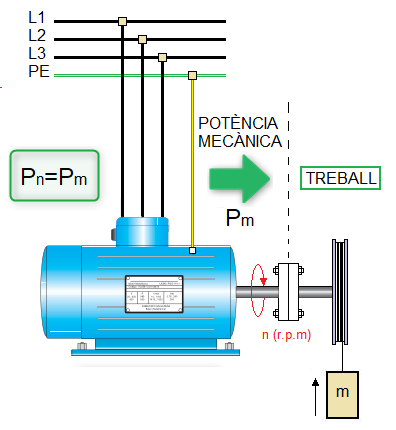 L1
L2
L3
PE
POTÈNCIA
MECÀNICA
Pn=Pm
TREBALL
Pm
n (r.p.m)
m